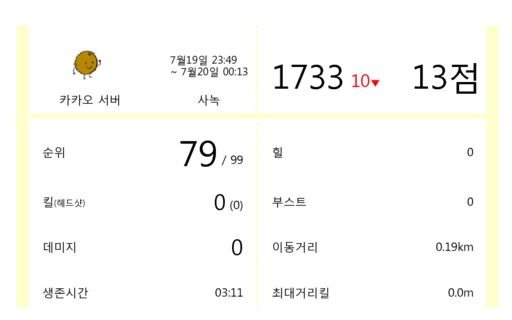 7월19일 23:49
~ 7월20일 00:13
카카오 서버
사녹
1733 10▼ 13점
순위 79 / 99
킬(헤드샷) 0 (0)
데미지 0
생존시간 03:11
힐 0
부스트 0
이동거리 0.19km
최대거리킬 0.0m